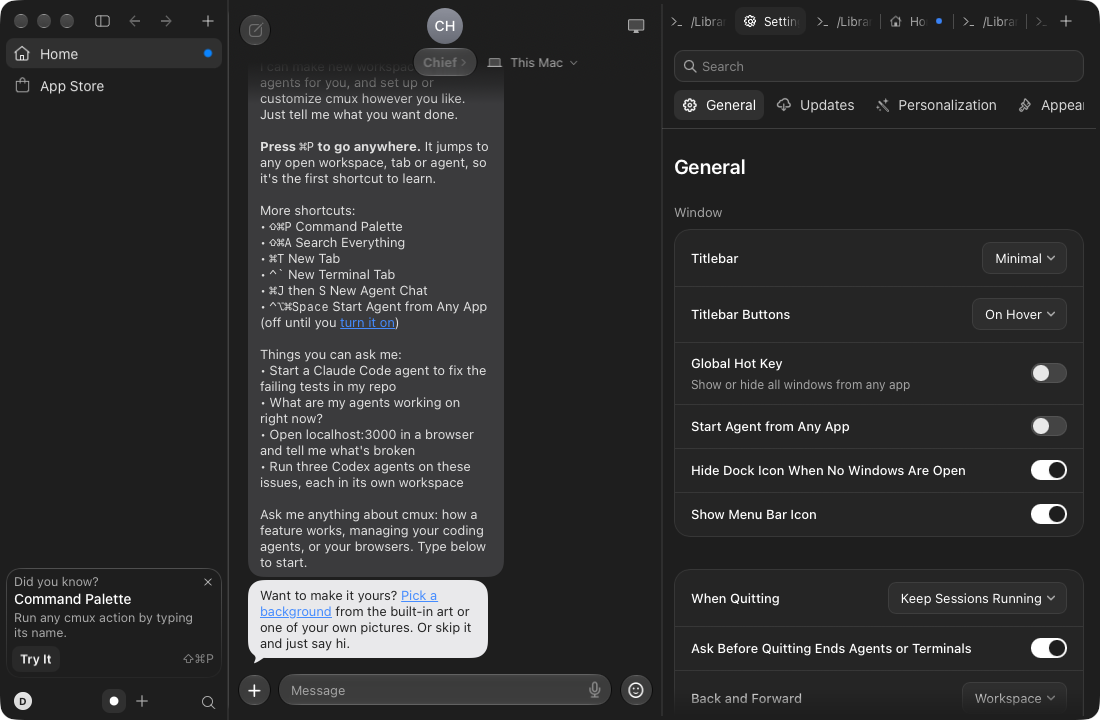 Home
App Store
Did you know?
Command Palette
Run any cmux action by typing
its name.
Try It
⇧⌘P
D
CH
Chief
This Mac
I can make new
agents for you, and set up or
customize cmux however you like.
Just tell me what you want done.
Press ⌘P to go anywhere. It jumps to
any open workspace, tab or agent, so
it's the first shortcut to learn.
More shortcuts:
• ⇧⌘P Command Palette
• ⇧⌘A Search Everything
• ⌘T New Tab
• ^` New Terminal Tab
• ⌘J then S New Agent Chat
• ^⌥⌘Space Start Agent from Any App
(off until you turn it on)
Things you can ask me:
• Start a Claude Code agent to fix the
failing tests in my repo
• What are my agents working on
right now?
• Open localhost:3000 in a browser
and tell me what's broken
• Run three Codex agents on these
issues, each in its own workspace
Ask me anything about cmux: how a
feature works, managing your coding
agents, or your browsers. Type below
to start.
Want to make it yours? Pick a
background from the built-in art or
one of your own pictures. Or skip it
and just say hi.
Message
/Librar
Settin
/Librar
Ho
/Librar
Search
General
Updates
Personalization
Appear
General
Window
Titlebar
Minimal
Titlebar Buttons
On Hover
Global Hot Key
Show or hide all windows from any app
Start Agent from Any App
Hide Dock Icon When No Windows Are Open
Show Menu Bar Icon
When Quitting
Keep Sessions Running
Ask Before Quitting Ends Agents or Terminals
Back and Forward
Workspace